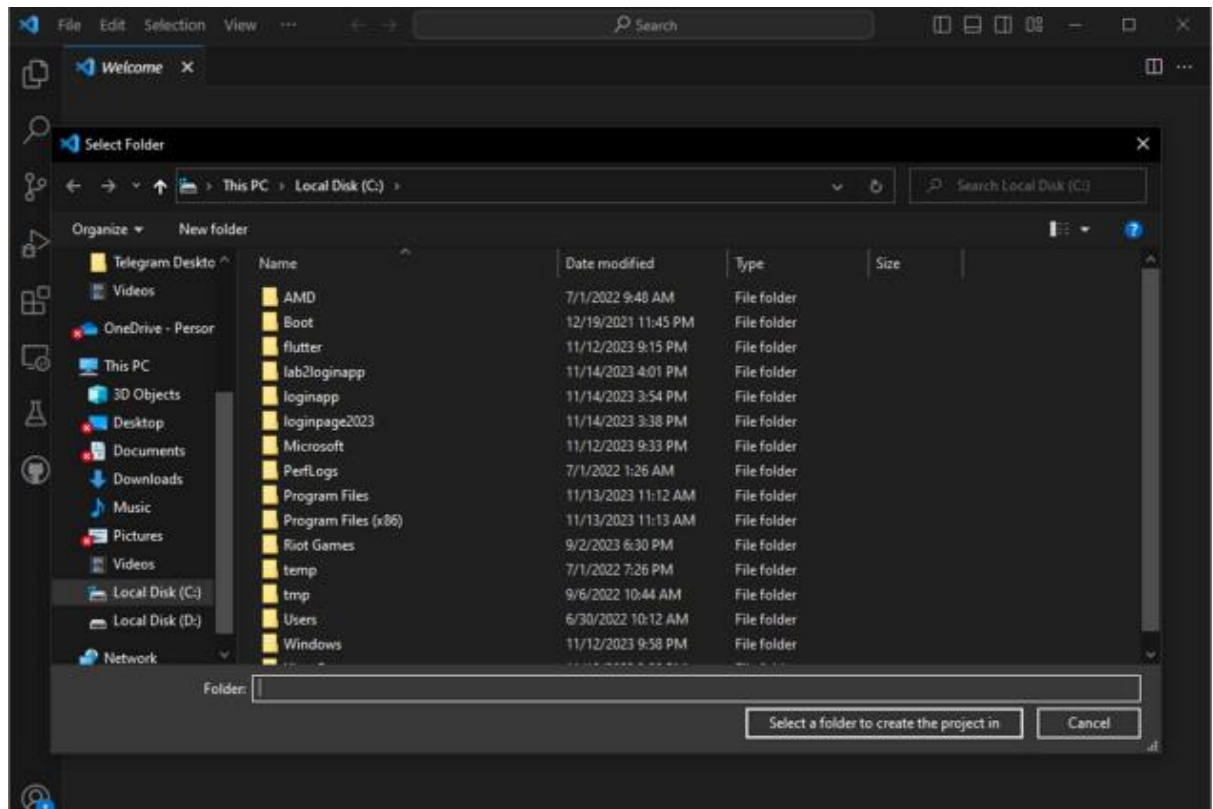 File Edit Selection View ··· Search
Welcome
Select Folder
This PC › Local Disk (C:) › Search Local Disk (C:)
Organize New folder
Name Date modified Type Size
Telegram Deskto
Videos
OneDrive - Person
This PC
3D Objects
Desktop
Documents
Downloads
Music
Pictures
Videos
Local Disk (C:)
Local Disk (D:)
Network
AMD 7/1/2022 9:48 AM File folder
Boot 12/19/2021 11:45 PM File folder
flutter 11/12/2023 9:15 PM File folder
lab2loginapp 11/14/2023 4:01 PM File folder
loginapp 11/14/2023 3:54 PM File folder
loginpage2023 11/14/2023 3:38 PM File folder
Microsoft 11/12/2023 9:33 PM File folder
PerfLogs 7/1/2022 1:26 AM File folder
Program Files 11/13/2023 11:12 AM File folder
Program Files (x86) 11/13/2023 11:13 AM File folder
Riot Games 9/2/2023 6:30 PM File folder
temp 7/1/2022 7:26 PM File folder
tmp 9/6/2022 10:44 AM File folder
Users 6/30/2022 10:12 AM File folder
Windows 11/12/2023 9:58 PM File folder
Folder:
Select a folder to create the project in Cancel